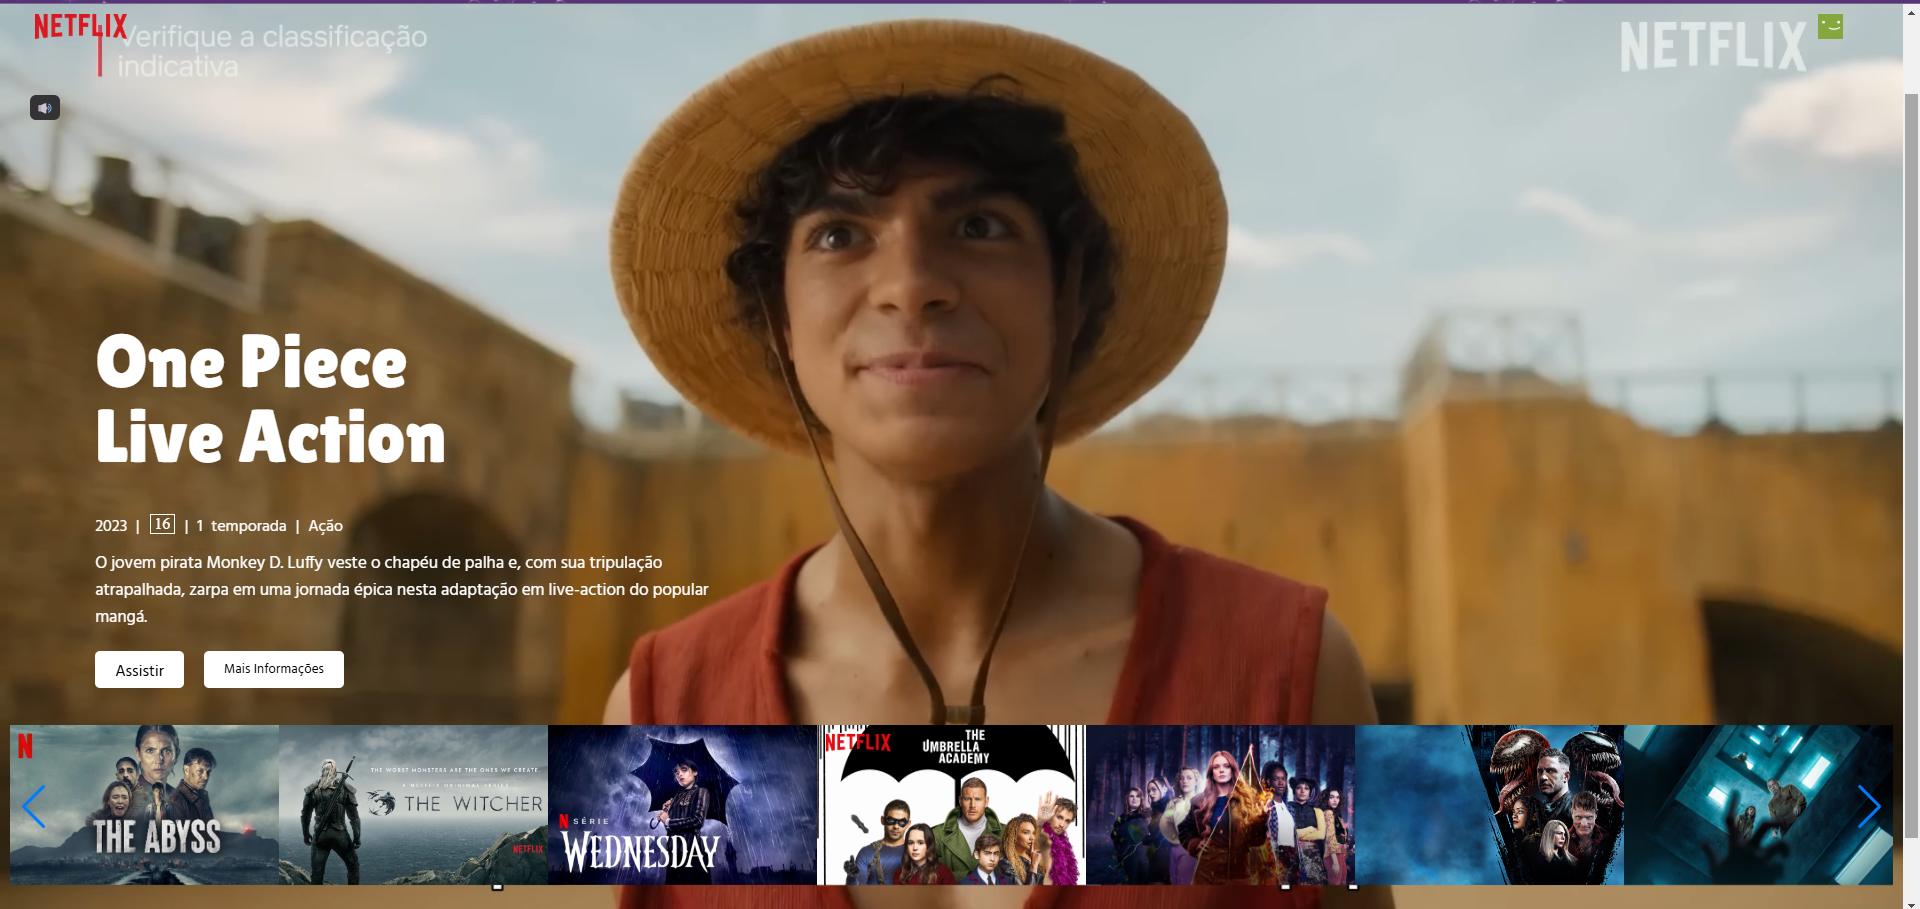 NETFLIX
Verifique a classificação
indicativa
NETFLIX
One Piece
Live Action
2023 | 16 | 1 temporada | Ação
O jovem pirata Monkey D. Luffy veste o chapéu de palha e, com sua tripulação
atrapalhada, zarpa em uma jornada épica nesta adaptação em live-action do popular
mangá.
Assistir
Mais Informações
N
THE ABYSS
THE WORST MONSTERS ARE THE ONES WE CREATE.
A NETFLIX ORIGINAL SERIES
THE WITCHER
NETFLIX
N SÉRIE
WEDNESDAY
NETFLIX
THE
UMBRELLA
ACADEMY